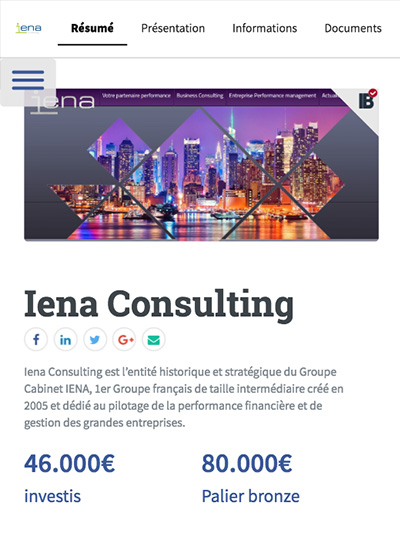 iena
Résumé Présentation Informations Documents
iena
Votre partenaire performance Business Consulting Entreprise Performance management
IB
Iena Consulting
f in G+
Iena Consulting est l'entité historique et stratégique du Groupe
Cabinet IENA, 1er Groupe français de taille intermédiaire créé en
2005 et dédié au pilotage de la performance financière et de
gestion des grandes entreprises.
46.000€ 80.000€
investis Palier bronze